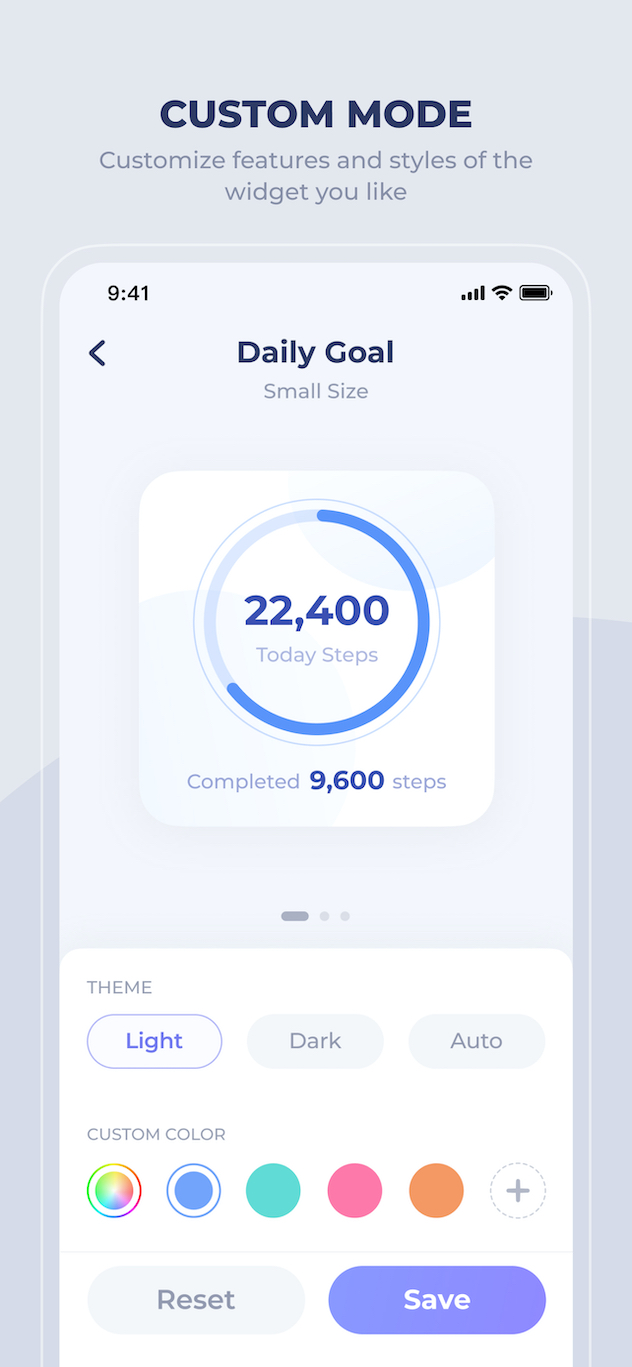 CUSTOM MODE
Customize features and styles of the
widget you like
9:41
Daily Goal
Small Size
22,400
Today Steps
Completed 9,600 steps
THEME
Light Dark Auto
CUSTOM COLOR
Reset Save